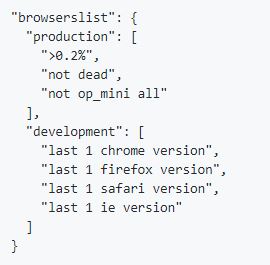 "browserslist": {
  "production": [
    ">0.2%",
    "not dead",
    "not op_mini all"
  ],
  "development": [
    "last 1 chrome version",
    "last 1 firefox version",
    "last 1 safari version",
    "last 1 ie version"
  ]
}